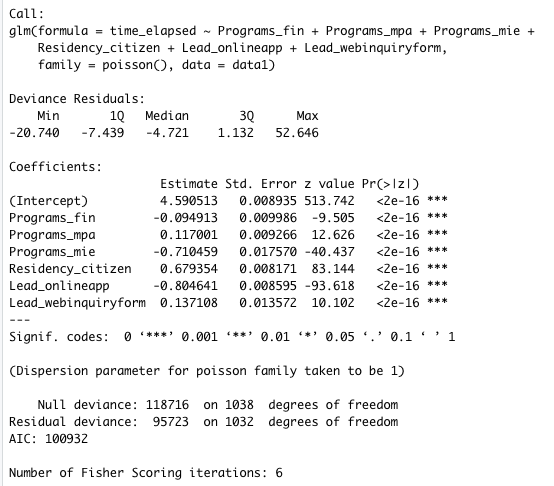 Call:
glm(formula = time_elapsed ~ Programs_fin + Programs_mpa + Programs_mie +
    Residency_citizen + Lead_onlineapp + Lead_webinquiryform,
    family = poisson(), data = data1)

Deviance Residuals:
    Min       1Q   Median       3Q      Max
-20.740   -7.439   -4.721    1.132   52.646

Coefficients:
                     Estimate Std. Error z value Pr(>|z|)
(Intercept)          4.590513   0.008935 513.742   <2e-16 ***
Programs_fin        -0.094913   0.009986  -9.505   <2e-16 ***
Programs_mpa         0.117001   0.009266  12.626   <2e-16 ***
Programs_mie        -0.710459   0.017570 -40.437   <2e-16 ***
Residency_citizen    0.679354   0.008171  83.144   <2e-16 ***
Lead_onlineapp      -0.804641   0.008595 -93.618   <2e-16 ***
Lead_webinquiryform  0.137108   0.013572  10.102   <2e-16 ***
---
Signif. codes:  0 ‘***’ 0.001 ‘**’ 0.01 ‘*’ 0.05 ‘.’ 0.1 ‘ ’ 1

(Dispersion parameter for poisson family taken to be 1)

    Null deviance: 118716  on 1038  degrees of freedom
Residual deviance:  95723  on 1032  degrees of freedom
AIC: 100932

Number of Fisher Scoring iterations: 6